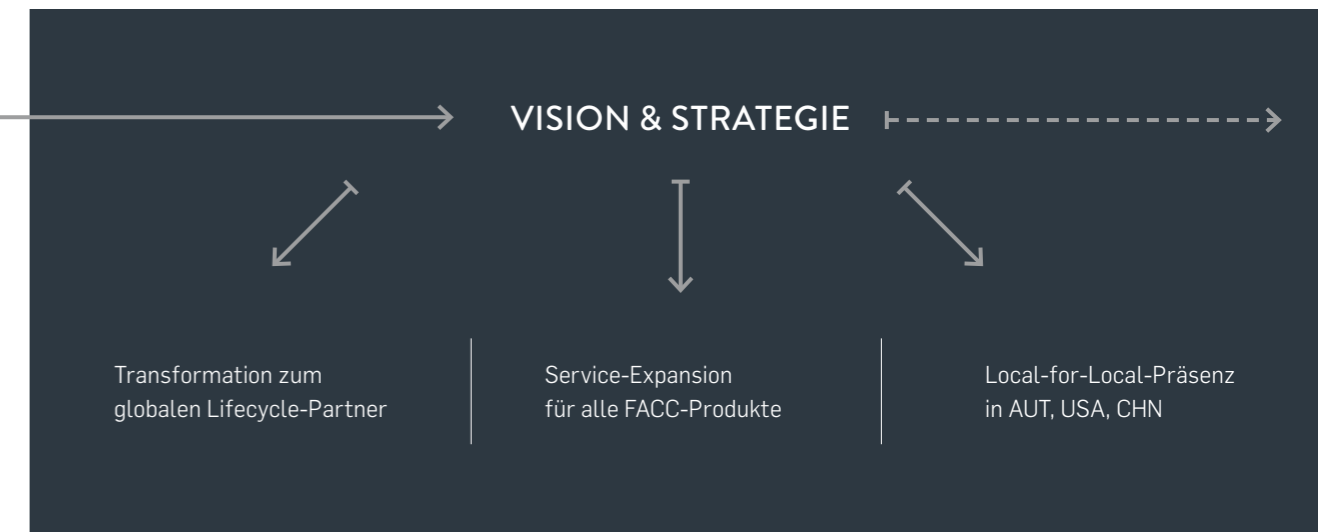 VISION & STRATEGIE
Transformation zum
globalen Lifecycle-Partner
Service-Expansion
für alle FACC-Produkte
Local-for-Local-Präsenz
in AUT, USA, CHN